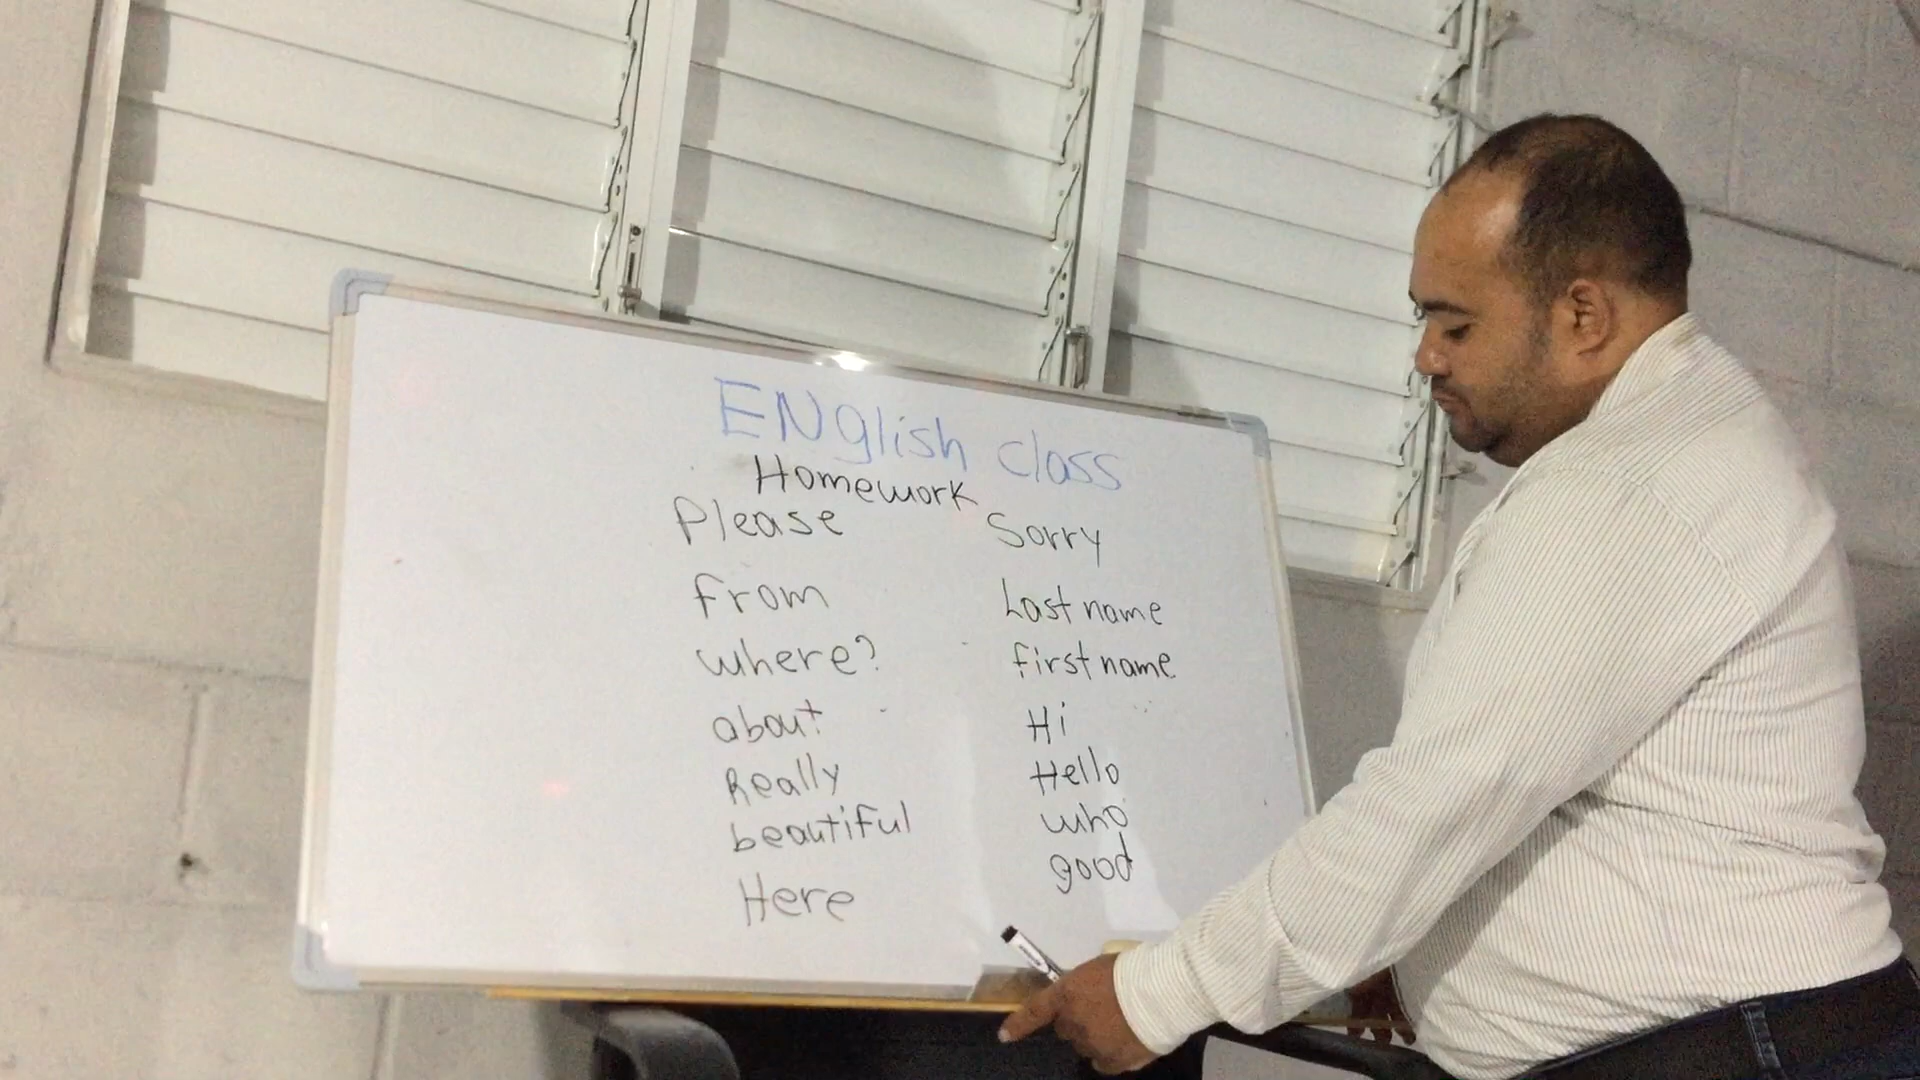 ENglish class
Homework
Please
from
where?
about
Really
beautiful
Here
Sorry
Last name
first name
Hi
Hello
who
good